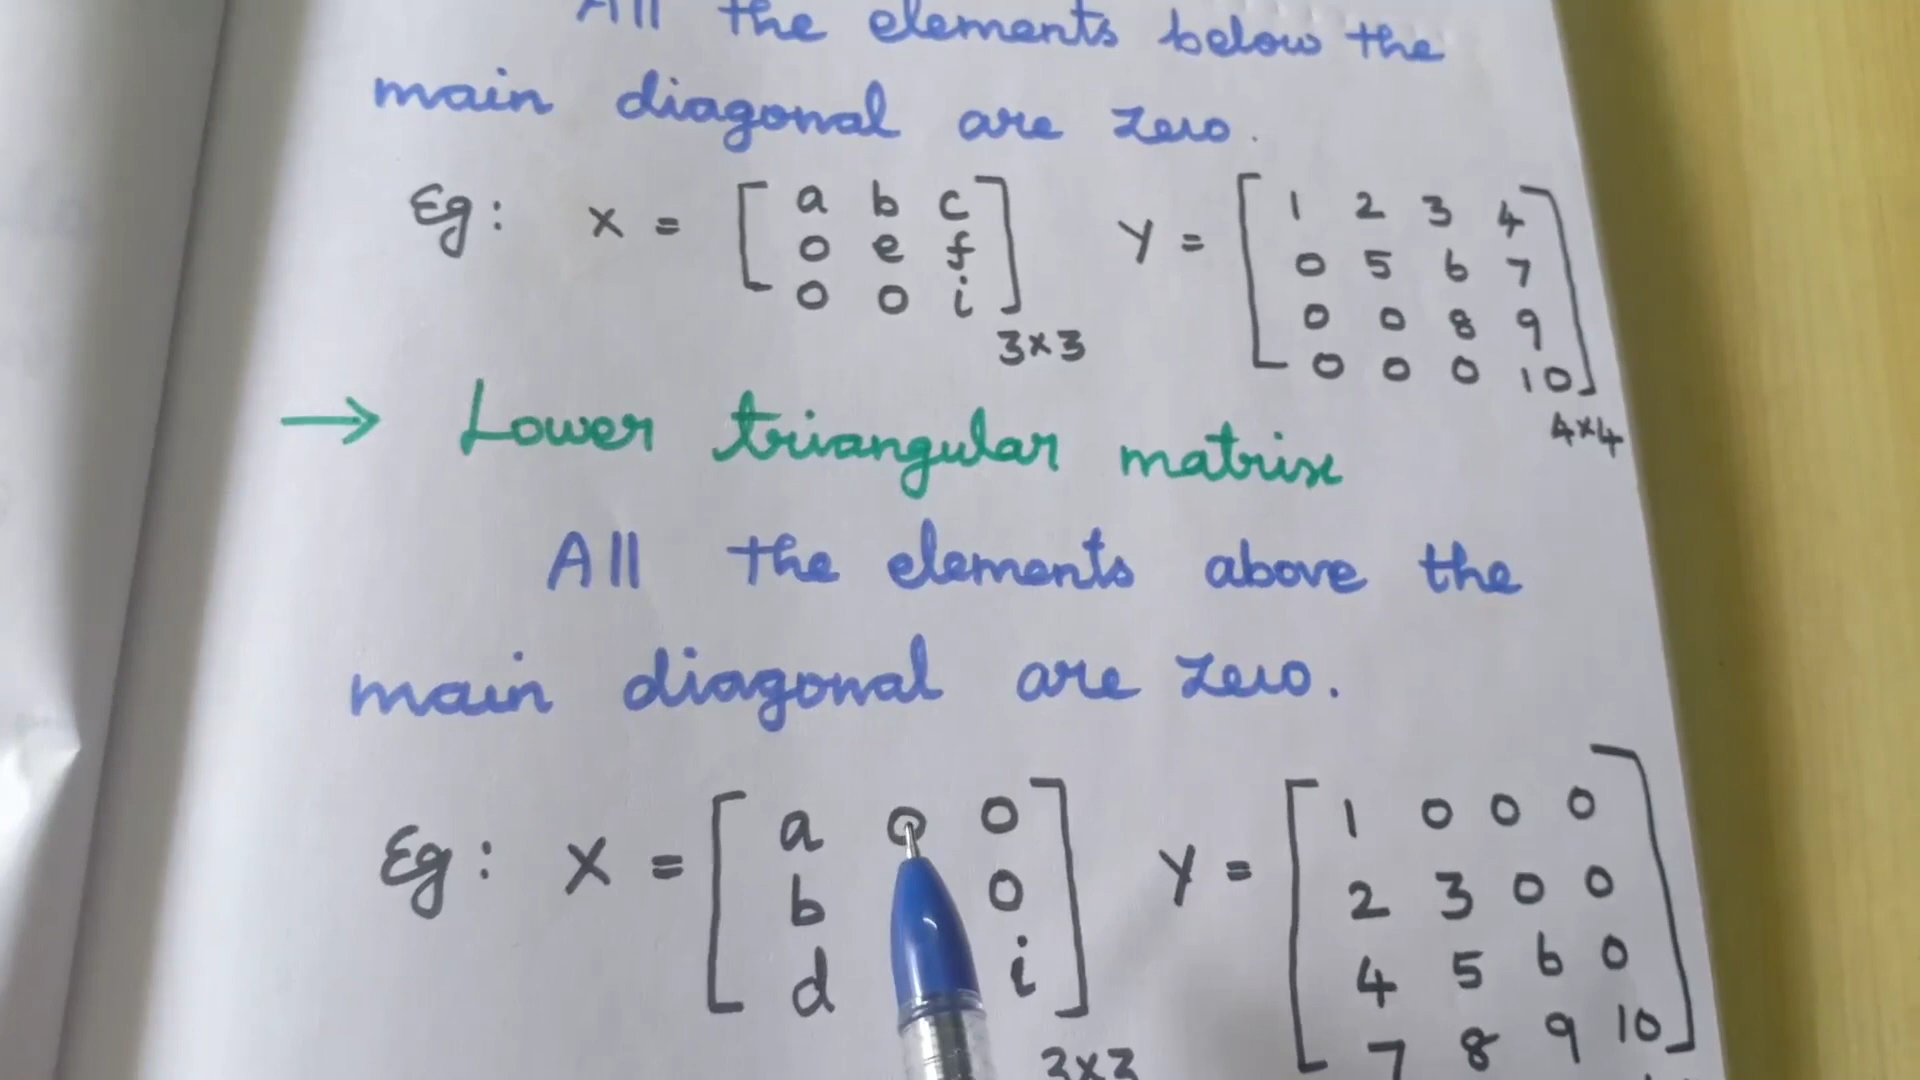 All the elements below the
main diagonal are zero.
Eg: X = [a b c Y = [1 2 3 4
0 e f 0 5 6 7
0 0 i] 0 0 8 9
3×3 0 0 0 10]
4×4
→ Lower triangular matrix
All the elements above the
main diagonal are zero.
Eg: X = [a 0 0 Y = [1 0 0 0
b 0 2 3 0 0
d i] 4 5 6 0
3×3 7 8 9 10]